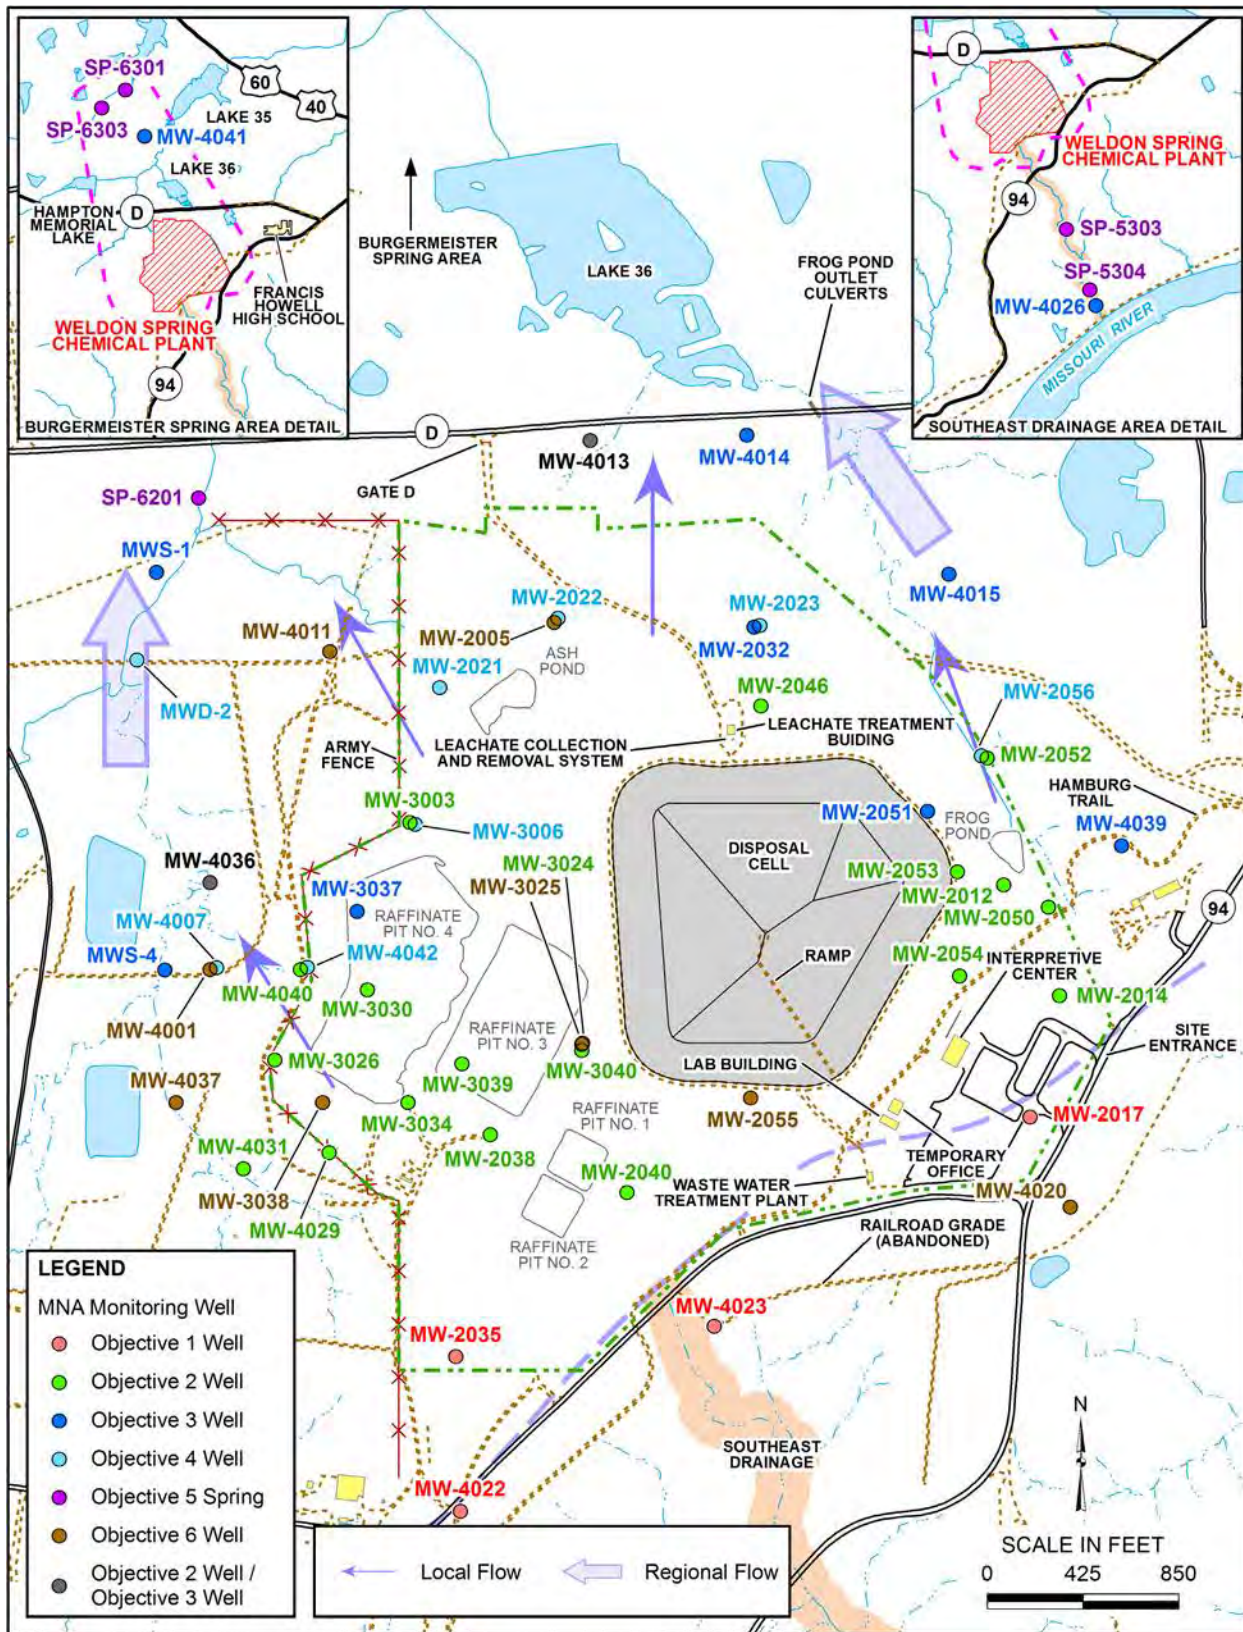 SP-6301
SP-6303
60
40
LAKE 35
MW-4041
LAKE 36
HAMPTON
MEMORIAL
LAKE
D
FRANCIS
HOWELL
HIGH SCHOOL
WELDON SPRING
CHEMICAL PLANT
94
BURGERMEISTER SPRING AREA DETAIL
D
WELDON SPRING
CHEMICAL PLANT
94
SP-5303
SP-5304
MW-4026
MISSOURI RIVER
SOUTHEAST DRAINAGE AREA DETAIL
BURGERMEISTER
SPRING AREA
LAKE 36
FROG POND
OUTLET
CULVERTS
D
MW-4013
MW-4014
GATE D
SP-6201
MWS-1
MW-4015
MW-2022
MW-2023
MW-4011
MW-2005
MW-2032
ASH
POND
MW-2021
MW-2046
MW-2056
MWD-2
LEACHATE TREATMENT
BUIDING
ARMY
FENCE
LEACHATE COLLECTION
AND REMOVAL SYSTEM
MW-2052
HAMBURG
TRAIL
MW-3003
MW-2051
FROG
POND
MW-3006
MW-4039
DISPOSAL
CELL
MW-4036
MW-3024
MW-3025
MW-2053
MW-3037
MW-2012
RAFFINATE
PIT NO. 4
MW-2050
94
MW-4007
MWS-4
MW-4042
RAMP
MW-2054
INTERPRETIVE
CENTER
MW-4040
MW-3030
MW-2014
MW-4001
RAFFINATE
PIT NO. 3
SITE
ENTRANCE
MW-3026
MW-3039
MW-3040
LAB BUILDING
MW-4037
MW-3034
RAFFINATE
PIT NO. 1
MW-2055
MW-2017
MW-4031
MW-2038
TEMPORARY
OFFICE
MW-2040
WASTE WATER
TREATMENT PLANT
MW-4020
MW-3038
MW-4029
RAILROAD GRADE
(ABANDONED)
RAFFINATE
PIT NO. 2
MW-4023
MW-2035
SOUTHEAST
DRAINAGE
MW-4022
LEGEND
MNA Monitoring Well
Objective 1 Well
Objective 2 Well
Objective 3 Well
Objective 4 Well
Objective 5 Spring
Objective 6 Well
Objective 2 Well /
Objective 3 Well
Local Flow
Regional Flow
N
SCALE IN FEET
0 425 850